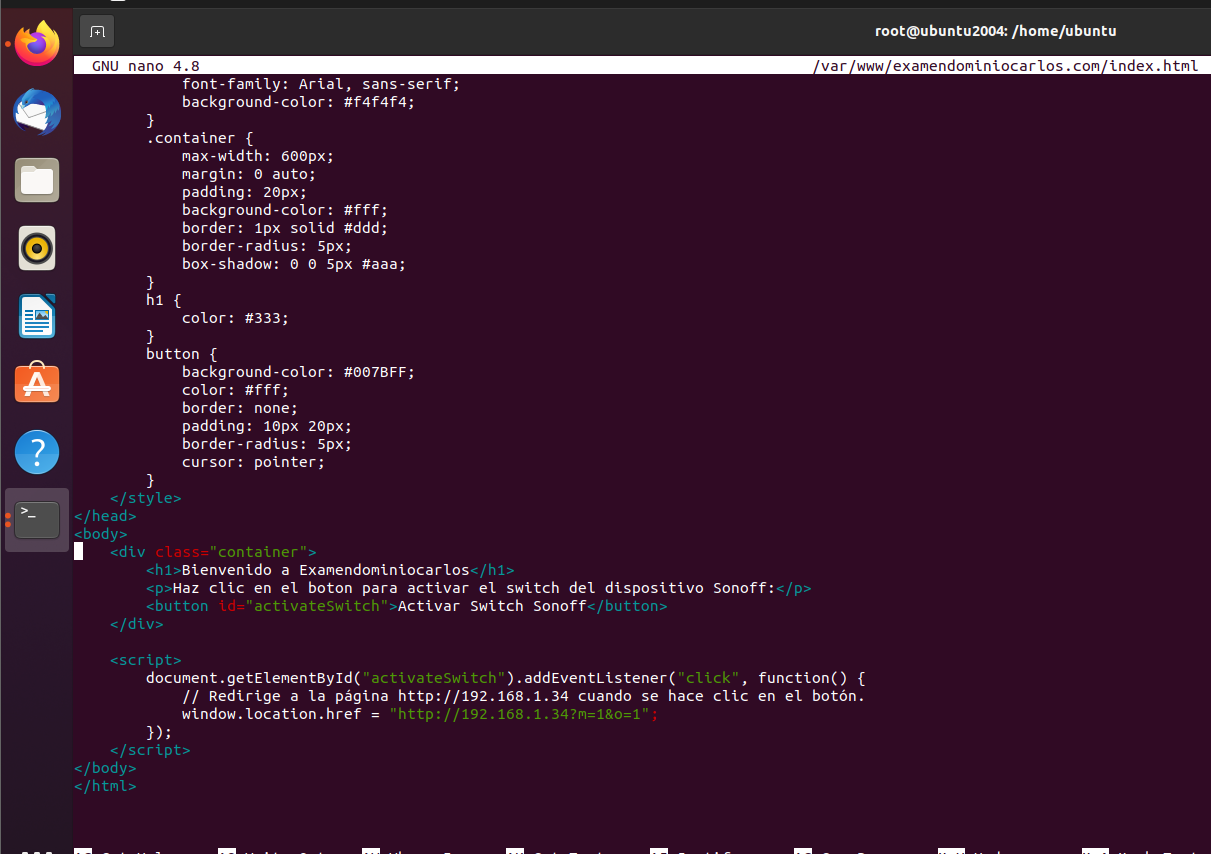 root@ubuntu2004: /home/ubuntu
GNU nano 4.8 /var/www/examendominiocarlos.com/index.html
font-family: Arial, sans-serif;
background-color: #f4f4f4;
}
.container {
max-width: 600px;
margin: 0 auto;
padding: 20px;
background-color: #fff;
border: 1px solid #ddd;
border-radius: 5px;
box-shadow: 0 0 5px #aaa;
}
h1 {
color: #333;
}
button {
background-color: #007BFF;
color: #fff;
border: none;
padding: 10px 20px;
border-radius: 5px;
cursor: pointer;
}
</style>
</head>
<body>
<div class="container">
<h1>Bienvenido a Examendominiocarlos</h1>
<p>Haz clic en el boton para activar el switch del dispositivo Sonoff:</p>
<button id="activateSwitch">Activar Switch Sonoff</button>
</div>
<script>
document.getElementById("activateSwitch").addEventListener("click", function() {
// Redirige a la página http://192.168.1.34 cuando se hace clic en el botón.
window.location.href = "http://192.168.1.34?m=1&o=1";
});
</script>
</body>
</html>